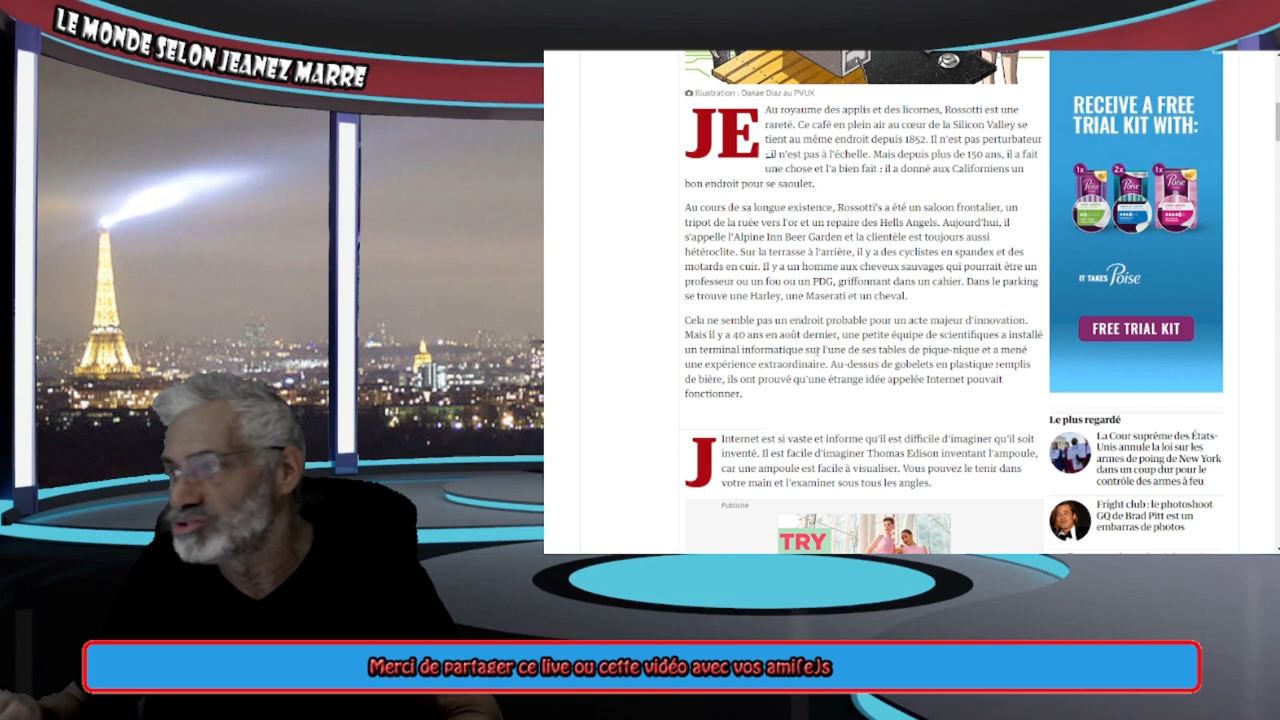 LE MONDE SELON JEANEZ MARRE
Illustration : Danae Diaz au PVUK
JE
Au royaume des applis et des licornes, Rossotti est une
rareté. Ce café en plein air au cœur de la Silicon Valley se
tient au même endroit depuis 1852. Il n'est pas perturbateur
; il n'est pas à l'échelle. Mais depuis plus de 150 ans, il a fait
une chose et l'a bien fait : il a donné aux Californiens un
bon endroit pour se saouler.
Au cours de sa longue existence, Rossotti's a été un saloon frontalier, un
tripot de la ruée vers l'or et un repaire des Hells Angels. Aujourd'hui, il
s'appelle l'Alpine Inn Beer Garden et la clientèle est toujours aussi
hétéroclite. Sur la terrasse à l'arrière, il y a des cyclistes en spandex et des
motards en cuir. Il y a un homme aux cheveux sauvages qui pourrait être un
professeur ou un fou ou un PDG, griffonnant dans un cahier. Dans le parking
se trouve une Harley, une Maserati et un cheval.
Cela ne semble pas un endroit probable pour un acte majeur d'innovation.
Mais il y a 40 ans en août dernier, une petite équipe de scientifiques a installé
un terminal informatique sur l'une de ses tables de pique-nique et a mené
une expérience extraordinaire. Au-dessus de gobelets en plastique remplis
de bière, ils ont prouvé qu'une étrange idée appelée Internet pouvait
fonctionner.
J
Internet est si vaste et informe qu'il est difficile d'imaginer qu'il soit
inventé. Il est facile d'imaginer Thomas Edison inventant l'ampoule,
car une ampoule est facile à visualiser. Vous pouvez le tenir dans
votre main et l'examiner sous tous les angles.
Publicité
TRY
RECEIVE A FREE
TRIAL KIT WITH:
1x
2x
1x
Poise
Poise
Poise
IT TAKES Poise
FREE TRIAL KIT
Le plus regardé
La Cour suprême des États-
Unis annule la loi sur les
armes de poing de New York
dans un coup dur pour le
contrôle des armes à feu
Fright club : le photoshoot
GQ de Brad Pitt est un
embarras de photos
Merci de partager ce live ou cette vidéo avec vos ami(e)s